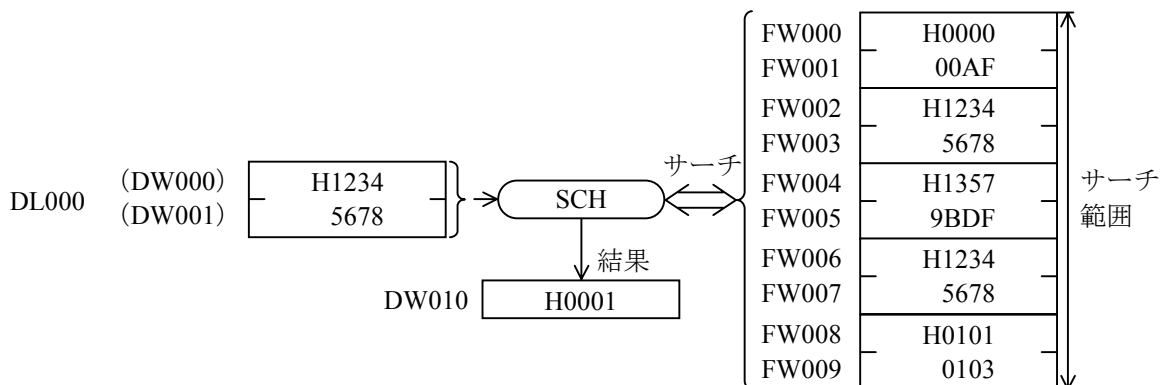 FW000 H0000
FW001 00AF
FW002 H1234
FW003 5678
FW004 H1357
FW005 9BDF
FW006 H1234
FW007 5678
FW008 H0101
FW009 0103
サーチ
範囲
サーチ
DL000
(DW000) H1234
(DW001) 5678
SCH
結果
DW010 H0001